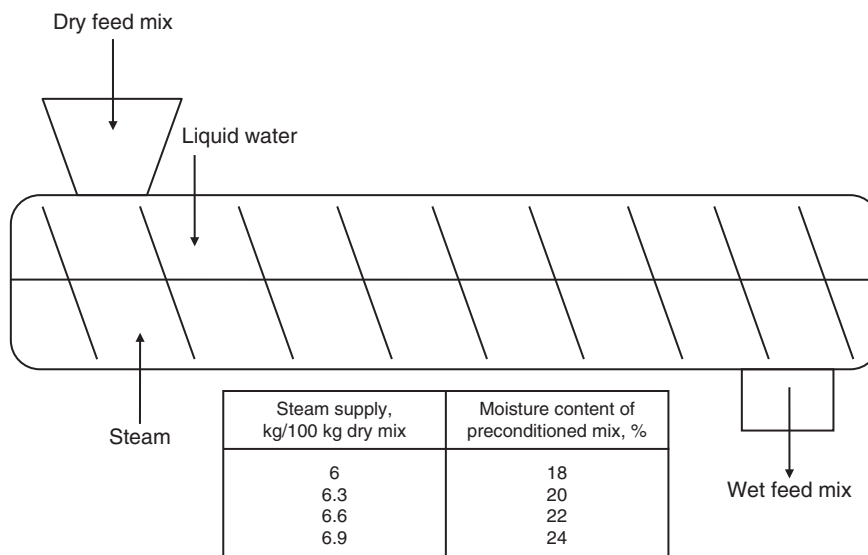 Dry feed mix
Liquid water
Steam
Steam supply,
kg/100 kg dry mix
Moisture content of
preconditioned mix, %
6 18
6.3 20
6.6 22
6.9 24
Wet feed mix